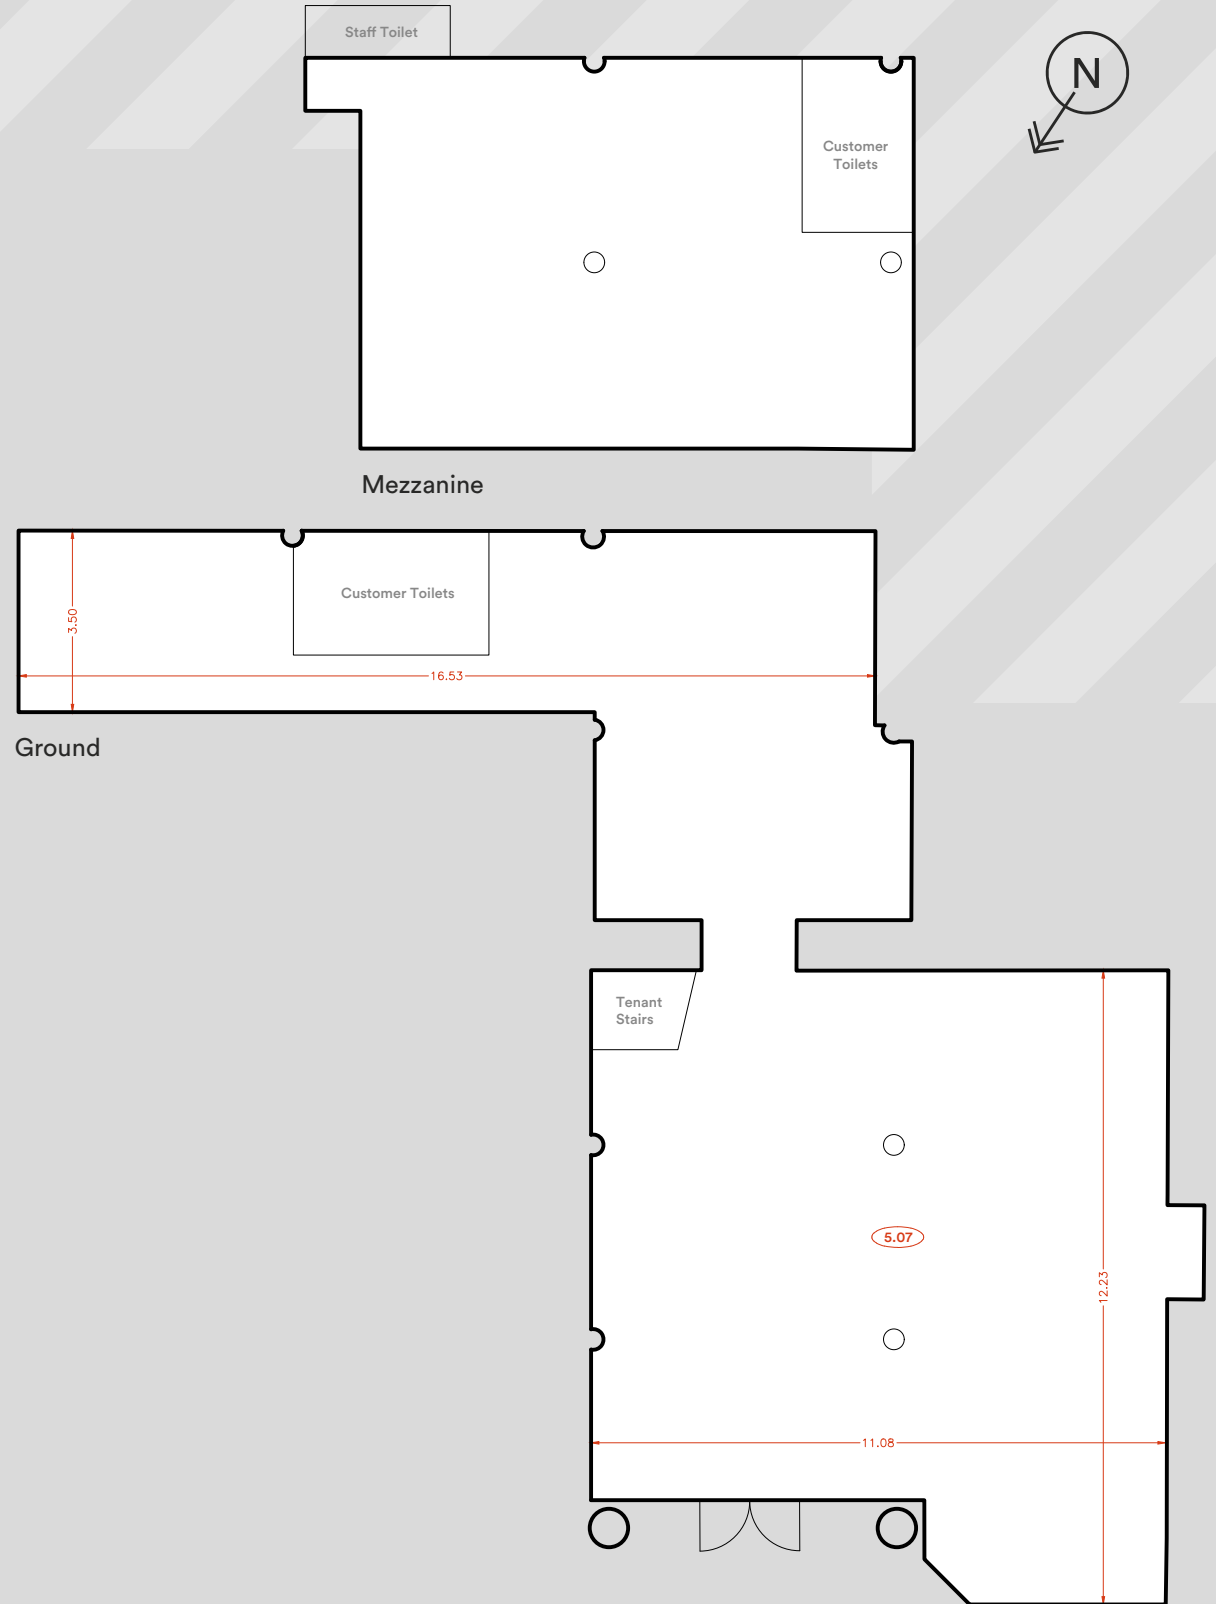 Staff Toilet
N
Customer
Toilets
Mezzanine
Customer Toilets
3.50
16.53
Ground
Tenant
Stairs
5.07
12.23
11.08